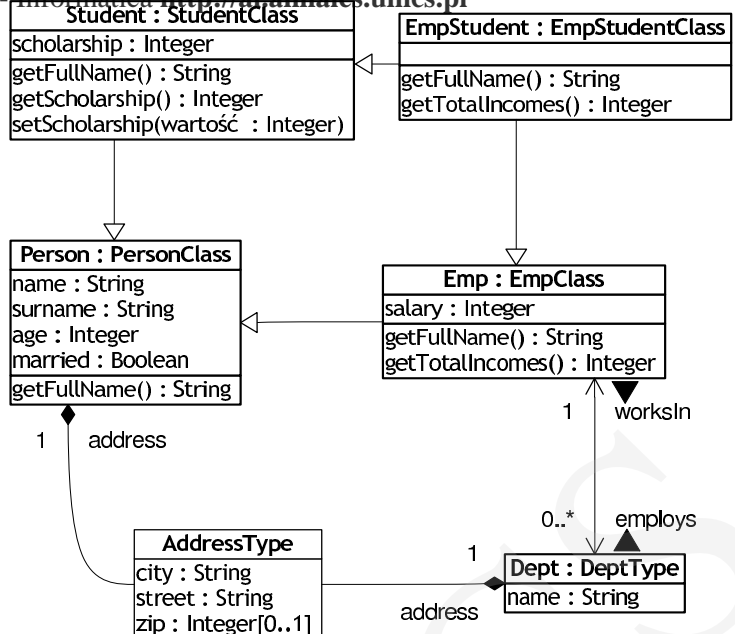 Student : StudentClass
scholarship : Integer
getFullName() : String
getScholarship() : Integer
setScholarship(wartość : Integer)
EmpStudent : EmpStudentClass
getFullName() : String
getTotalIncomes() : Integer
Person : PersonClass
name : String
surname : String
age : Integer
married : Boolean
getFullName() : String
Emp : EmpClass
salary : Integer
getFullName() : String
getTotalIncomes() : Integer
1 address
1 worksIn
0..* employs
AddressType
city : String
street : String
zip : Integer[0..1]
1
address
Dept : DeptType
name : String